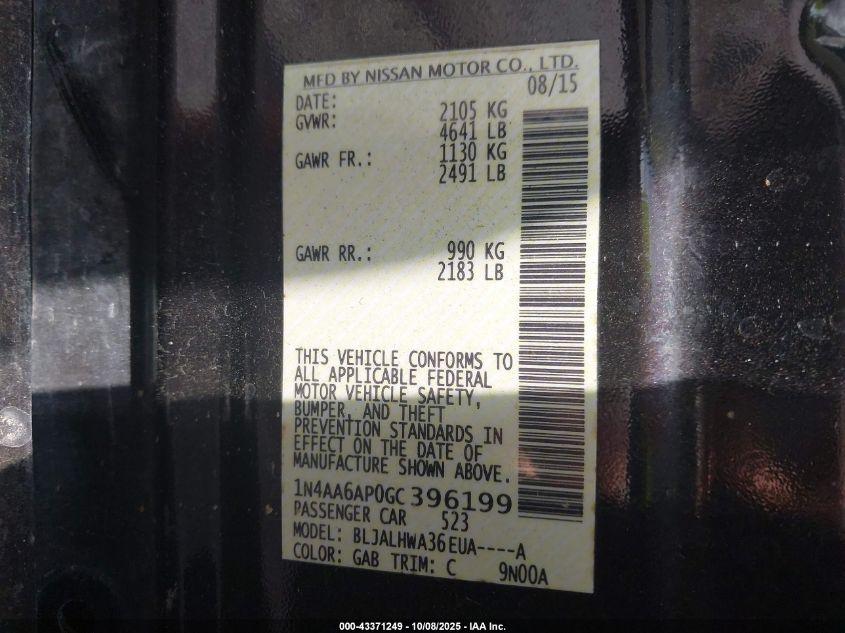 MFD BY NISSAN MOTOR CO., LTD.
DATE: 08/15
GVWR: 2105 KG
4641 LB
GAWR FR.: 1130 KG
2491 LB
GAWR RR.: 990 KG
2183 LB
THIS VEHICLE CONFORMS TO
ALL APPLICABLE FEDERAL
MOTOR VEHICLE SAFETY,
BUMPER, AND THEFT
PREVENTION STANDARDS IN
EFFECT ON THE DATE OF
MANUFACTURE SHOWN ABOVE.
1N4AA6AP0GC396199
PASSENGER CAR 523
MODEL: BLJALHWA36EUA----A
COLOR: GAB TRIM: C 9N00A
000-43371249 - 10/08/2025 - IAA Inc.